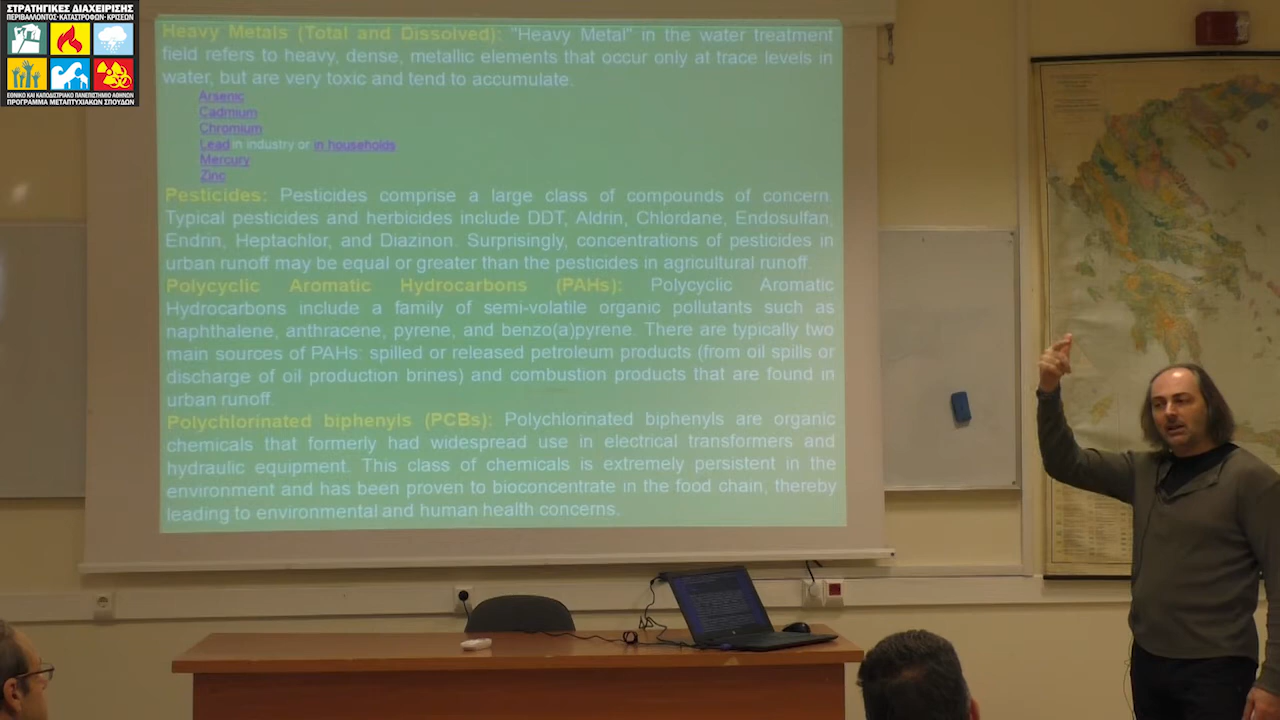 ΣΤΡΑΤΗΓΙΚΕΣ ΔΙΑΧΕΙΡΙΣΗΣ
ΠΕΡΙΒΑΛΛΟΝΤΟΣ·ΚΑΤΑΣΤΡΟΦΩΝ·ΚΡΙΣΕΩΝ
ΕΘΝΙΚΟ ΚΑΙ ΚΑΠΟΔΙΣΤΡΙΑΚΟ ΠΑΝΕΠΙΣΤΗΜΙΟ ΑΘΗΝΩΝ
ΠΡΟΓΡΑΜΜΑ ΜΕΤΑΠΤΥΧΙΑΚΩΝ ΣΠΟΥΔΩΝ
Heavy Metals (Total and Dissolved): "Heavy Metal" in the water treatment
field refers to heavy, dense, metallic elements that occur only at trace levels in
water, but are very toxic and tend to accumulate.
Arsenic
Cadmium
Chromium
Lead in industry or in households
Mercury
Zinc
Pesticides: Pesticides comprise a large class of compounds of concern.
Typical pesticides and herbicides include DDT, Aldrin, Chlordane, Endosulfan,
Endrin, Heptachlor, and Diazinon. Surprisingly, concentrations of pesticides in
urban runoff may be equal or greater than the pesticides in agricultural runoff.
Polycyclic Aromatic Hydrocarbons (PAHs): Polycyclic Aromatic
Hydrocarbons include a family of semi-volatile organic pollutants such as
naphthalene, anthracene, pyrene, and benzo(a)pyrene. There are typically two
main sources of PAHs: spilled or released petroleum products (from oil spills or
discharge of oil production brines) and combustion products that are found in
urban runoff.
Polychlorinated biphenyls (PCBs): Polychlorinated biphenyls are organic
chemicals that formerly had widespread use in electrical transformers and
hydraulic equipment. This class of chemicals is extremely persistent in the
environment and has been proven to bioconcentrate in the food chain, thereby
leading to environmental and human health concerns.